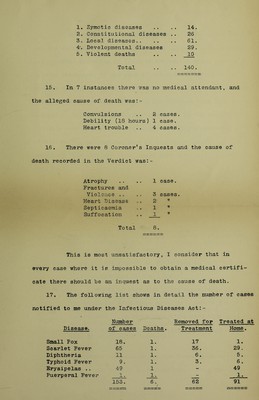 1. Zymotic diseases .. .. 14.
2. Constitutional diseases .. 26
3. Local diseases.. .. .. 61.
4. Developmental diseases 29.
5. Violent deaths .. .. 10
Total .. .. 140.
======
15. In 7 instances there was no medical attendant, and
the alleged cause of death was:-
Convulsions .. 2 cases.
Debility (15 hours) 1 case.
Heart trouble .. 4 cases.
16. There were 8 Coroner's Inquests and the cause of
death recorded in the Verdict was:-
Atrophy .. .. 1 case.
Fractures and
Violence .. 3 cases.
Heart Disease .. 2 "
Septicaemia .. 1 "
Suffocation .. 1 "
Total 8.
======
This is most unsatisfactory, I consider that in
every case where it is impossible to obtain a medical certifi-
cate there should be an inquest as to the cause of death.
17. The following list shows in detail the number of cases
notified to me under the Infectious Diseases Act:-
Number Removed for Treated at
Disease. of cases Deaths. Treatment Home.
Small Pox 18. 1. 17 1.
Scarlet Fever 65 1. 36. 29.
Diphtheria 11 1. 6. 5.
Typhoid Fever 9. 1. 3. 6.
Erysipelas .. 49 1 - 49
Puerperal Fever 1. 1. - 1.
153. 6. 62 91